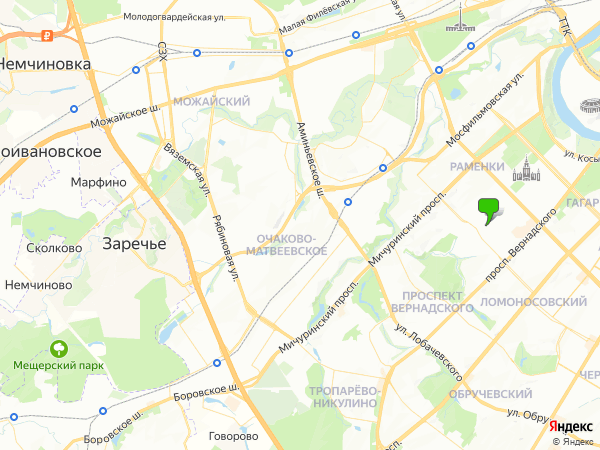 Молодогвардейская ул.
Малая Филёвская ул.
ул.
ТТК
СЗХ
Немчиновка
Можайское ш.
МОЖАЙСКИЙ
Аминьевское ш.
Мосфильмовская ул.
оивановское
Вяземская ул.
ул. Косы
РАМЕНКИ
Марфино
ГАГАР
Рябиновая ул.
Мичуринский просп.
просп. Вернадского
Сколково
Заречье
ОЧАКОВО-
МАТВЕЕВСКОЕ
Немчиново
ПРОСПЕКТ
ВЕРНАДСКОГО
ЛОМОНОСОВСКИЙ
ул. Лобачевского
Мичуринский просп.
Мещерский парк
ЧЕР
Боровское ш.
ТРОПАРЁВО-
НИКУЛИНО
ОБРУЧЕВСКИЙ
ул. Обру
Боровское ш.
Говорово
просп.
Яндекс
© Яндекс